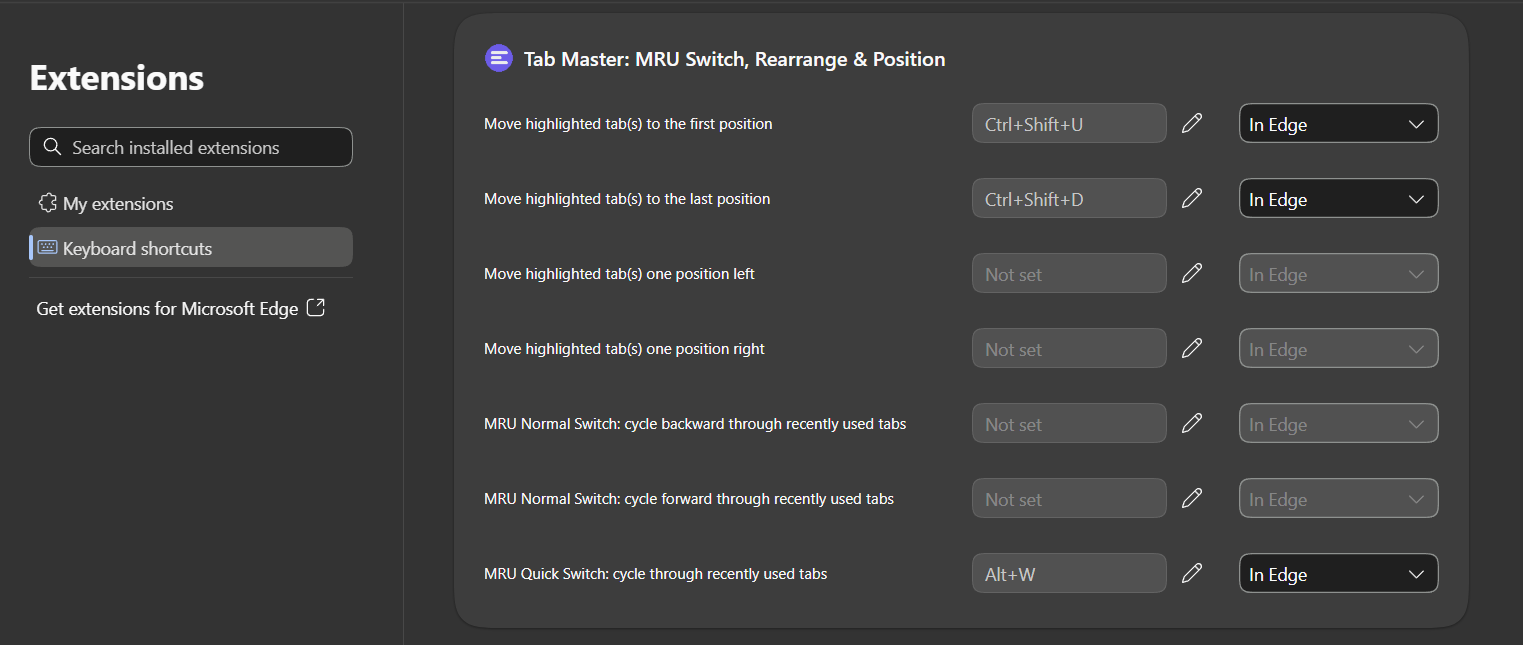 Extensions
Search installed extensions
My extensions
Keyboard shortcuts
Get extensions for Microsoft Edge
Tab Master: MRU Switch, Rearrange & Position
Move highlighted tab(s) to the first position Ctrl+Shift+U In Edge
Move highlighted tab(s) to the last position Ctrl+Shift+D In Edge
Move highlighted tab(s) one position left Not set In Edge
Move highlighted tab(s) one position right Not set In Edge
MRU Normal Switch: cycle backward through recently used tabs Not set In Edge
MRU Normal Switch: cycle forward through recently used tabs Not set In Edge
MRU Quick Switch: cycle through recently used tabs Alt+W In Edge